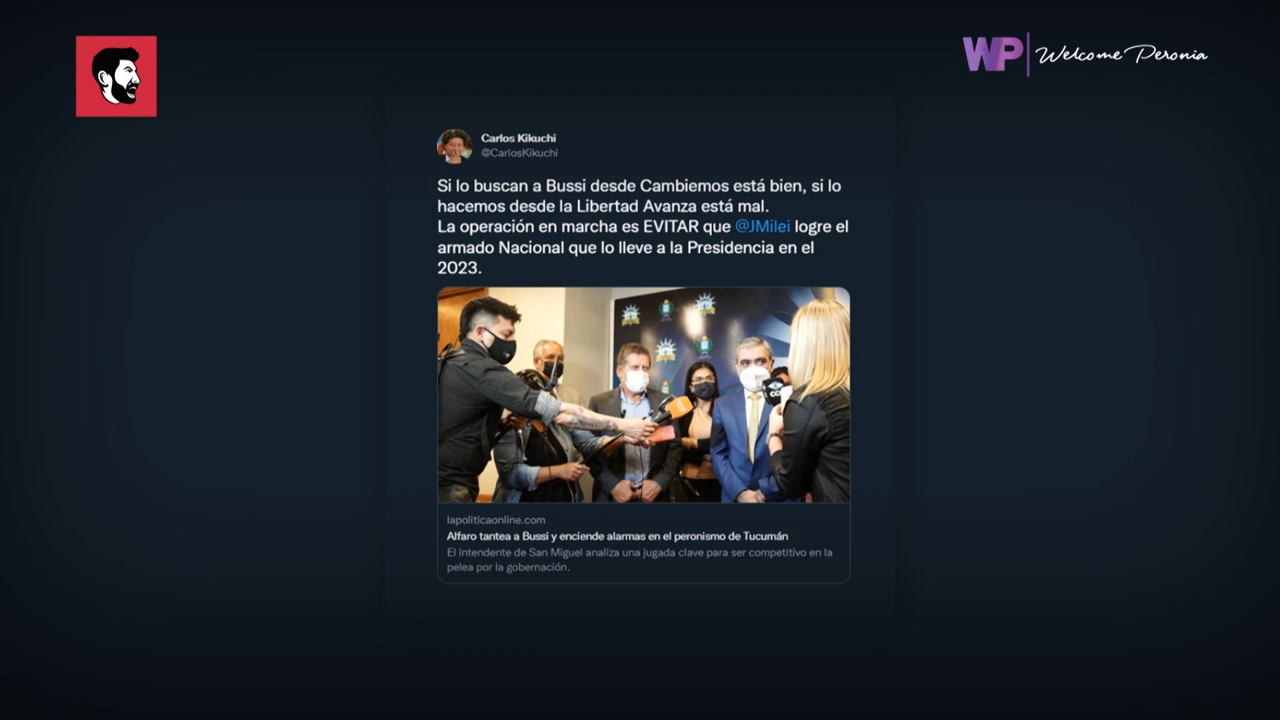 WP Welcome Peronia
Carlos Kikuchi
@CarlosKikuchi
Si lo buscan a Bussi desde Cambiemos está bien, si lo
hacemos desde la Libertad Avanza está mal.
La operación en marcha es EVITAR que @JMilei logre el
armado Nacional que lo lleve a la Presidencia en el
2023.
lapoliticaonline.com
Alfaro tantea a Bussi y enciende alarmas en el peronismo de Tucumán
El intendente de San Miguel analiza una jugada clave para ser competitivo en la
pelea por la gobernación.